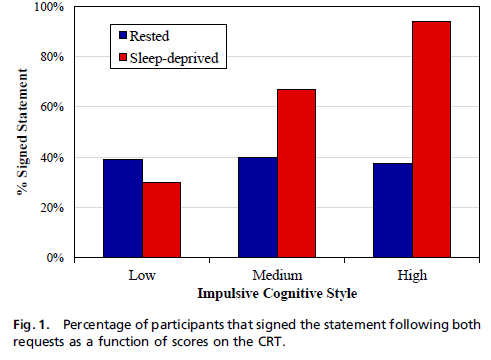 100%
80%
60%
40%
20%
0%
% Signed Statement
Rested
Sleep-deprived
Low Medium High
Impulsive Cognitive Style
Fig. 1. Percentage of participants that signed the statement following both
requests as a function of scores on the CRT.